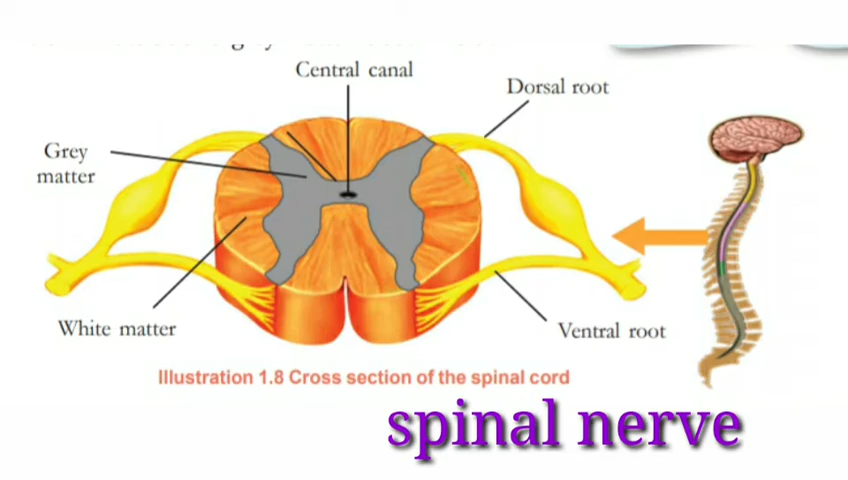 Central canal
Dorsal root
Grey
matter
White matter
Ventral root
Illustration 1.8 Cross section of the spinal cord
spinal nerve